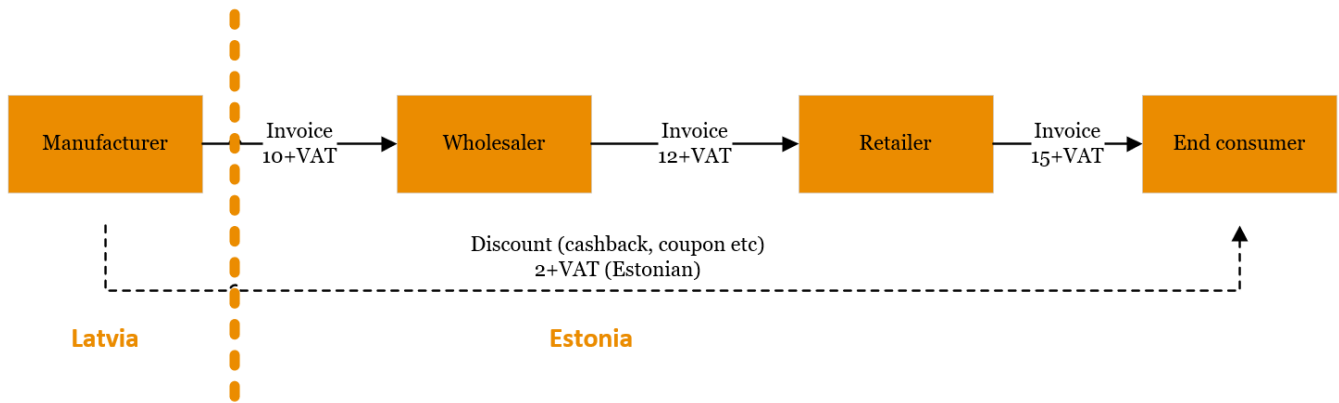 Manufacturer
Invoice
10+VAT
Wholesaler
Invoice
12+VAT
Retailer
Invoice
15+VAT
End consumer
Discount (cashback, coupon etc)
2+VAT (Estonian)
Latvia
Estonia